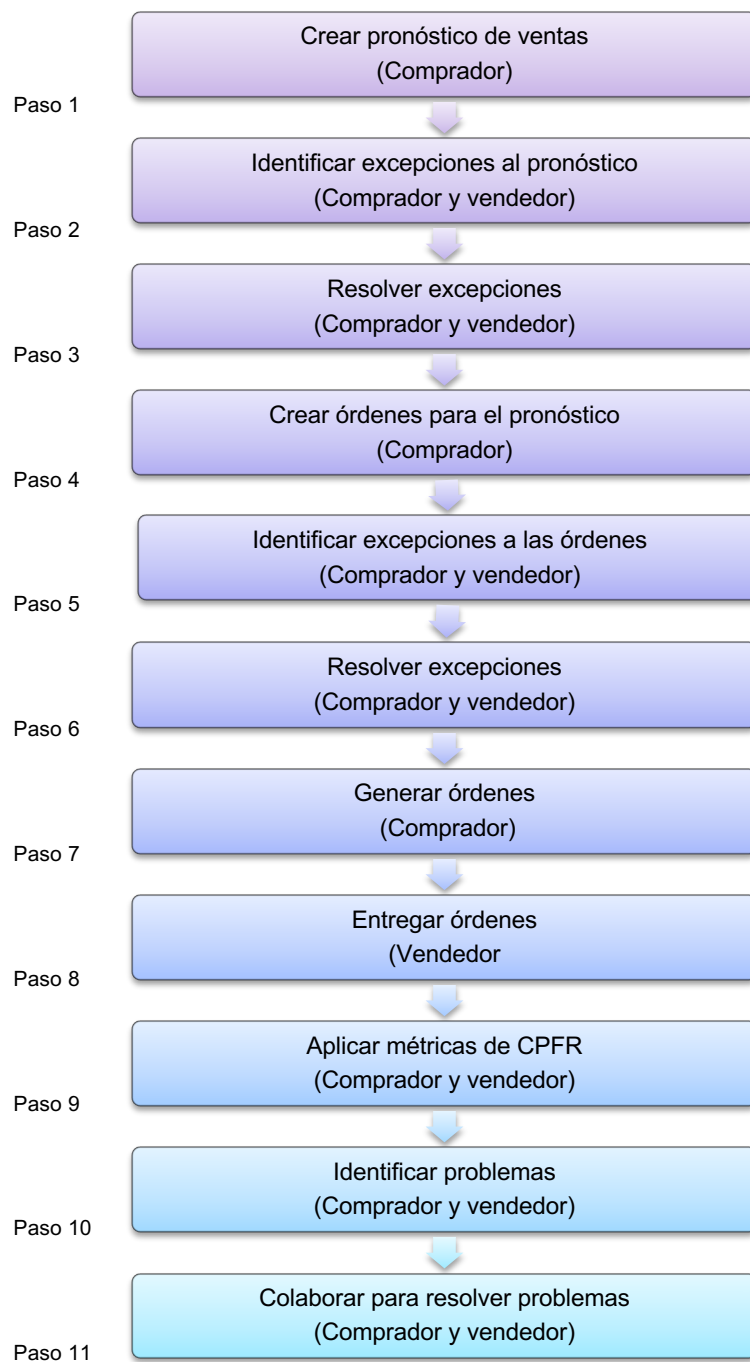 Crear pronóstico de ventas
(Comprador)
Paso 1
Identificar excepciones al pronóstico
(Comprador y vendedor)
Paso 2
Resolver excepciones
(Comprador y vendedor)
Paso 3
Crear órdenes para el pronóstico
(Comprador)
Paso 4
Identificar excepciones a las órdenes
(Comprador y vendedor)
Paso 5
Resolver excepciones
(Comprador y vendedor)
Paso 6
Generar órdenes
(Comprador)
Paso 7
Entregar órdenes
(Vendedor
Paso 8
Aplicar métricas de CPFR
(Comprador y vendedor)
Paso 9
Identificar problemas
(Comprador y vendedor)
Paso 10
Colaborar para resolver problemas
(Comprador y vendedor)
Paso 11